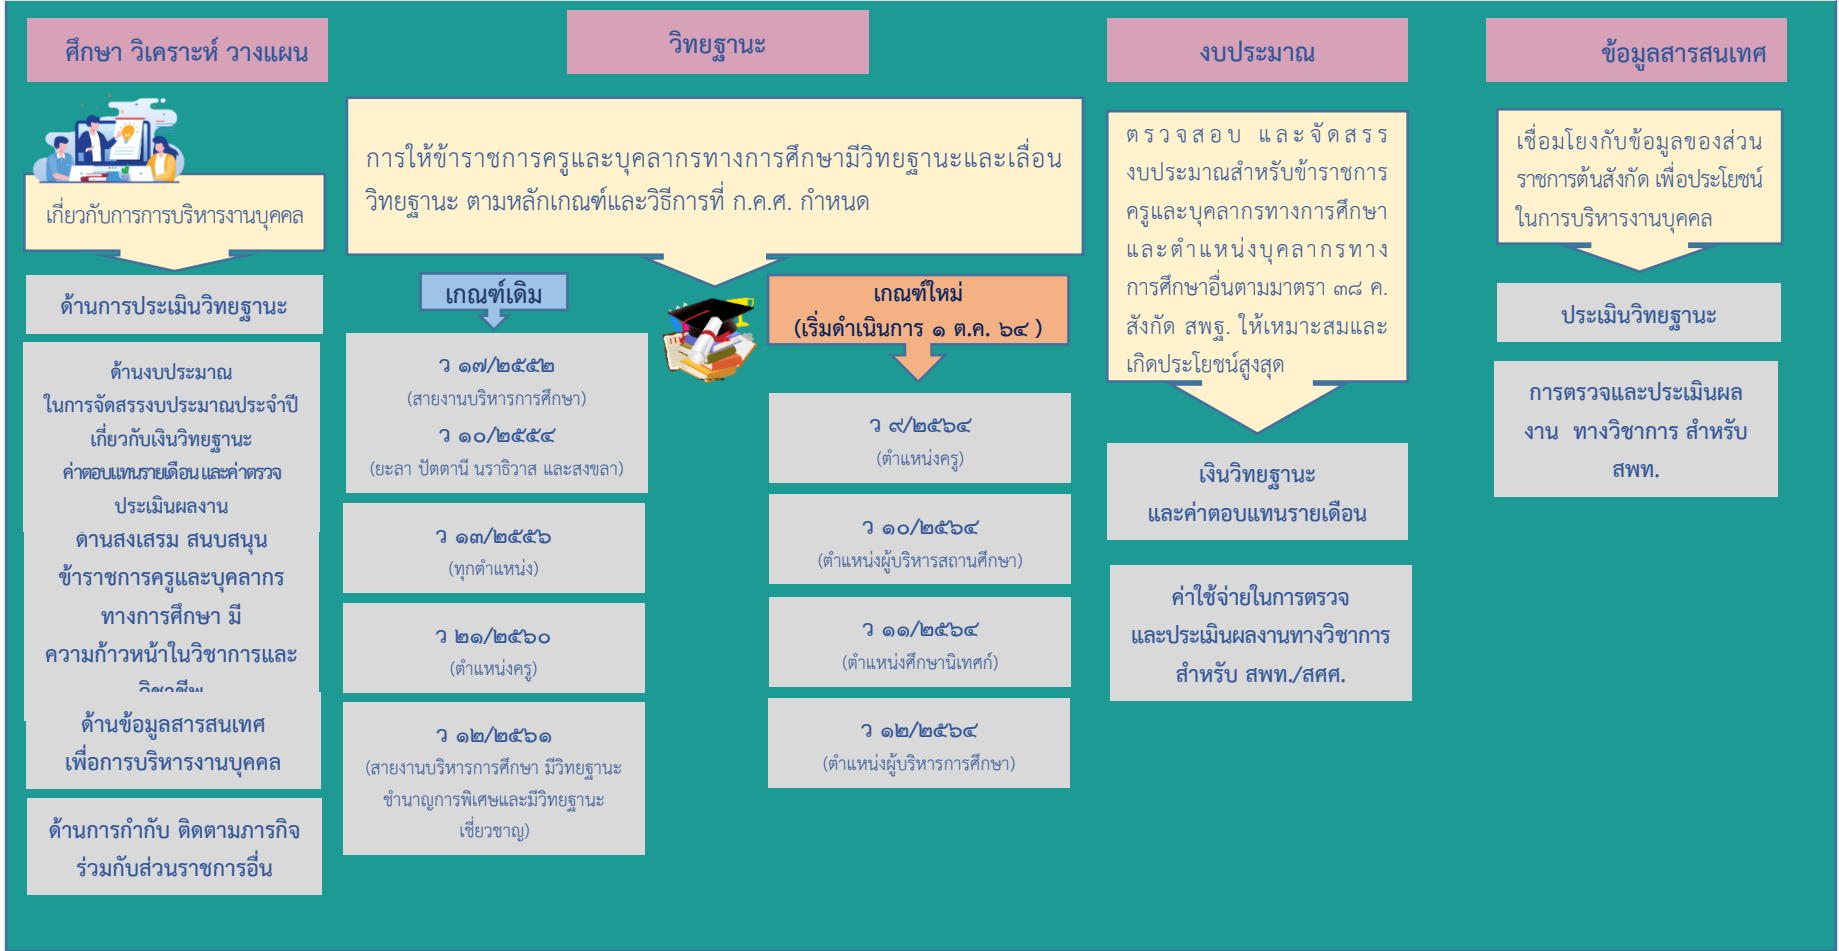 ศึกษา วิเคราะห์ วางแผน
เกี่ยวกับการการบริหารงานบุคคล
ด้านการประเมินวิทยฐานะ
ด้านงบประมาณ
ในการจัดสรรงบประมาณประจำปี
เกี่ยวกับเงินวิทยฐานะ
ค่าตอบแทนรายเดือน และค่าตรวจ
ประเมินผลงาน
ดานสงเสรม สนบสนุน
ข้าราชการครูและบุคลากร
ทางการศึกษา มี
ความก้าวหน้าในวิชาการและ
วิชาชีพ
ด้านข้อมูลสารสนเทศ
เพื่อการบริหารงานบุคคล
ด้านการกำกับ ติดตามภารกิจ
ร่วมกับส่วนราชการอื่น
วิทยฐานะ
การให้ข้าราชการครูและบุคลากรทางการศึกษามีวิทยฐานะและเลื่อน
วิทยฐานะ ตามหลักเกณฑ์และวิธีการที่ ก.ค.ศ. กำหนด
เกณฑ์เดิม
ว ๑๗/๒๕๕๒
(สายงานบริหารการศึกษา)
ว ๑๐/๒๕๕๔
(ยะลา ปัตตานี นราธิวาส และสงขลา)
ว ๑๓/๒๕๕๖
(ทุกตำแหน่ง)
ว ๒๑/๒๕๖๐
(ตำแหน่งครู)
ว ๑๒/๒๕๖๑
(สายงานบริหารการศึกษา มีวิทยฐานะ
ชำนาญการพิเศษและมีวิทยฐานะ
เชี่ยวชาญ)
เกณฑ์ใหม่
(เริ่มดำเนินการ ๑ ต.ค. ๖๔ )
ว ๙/๒๕๖๔
(ตำแหน่งครู)
ว ๑๐/๒๕๖๔
(ตำแหน่งผู้บริหารสถานศึกษา)
ว ๑๑/๒๕๖๔
(ตำแหน่งศึกษานิเทศก์)
ว ๑๒/๒๕๖๔
(ตำแหน่งผู้บริหารการศึกษา)
งบประมาณ
ตรวจสอบ และจัดสรร
งบประมาณสำหรับข้าราชการ
ครูและบุคลากรทางการศึกษา
และตำแหน่งบุคลากรทาง
การศึกษาอื่นตามมาตรา ๓๘ ค.
สังกัด สพฐ. ให้เหมาะสมและ
เกิดประโยชน์สูงสุด
เงินวิทยฐานะ
และค่าตอบแทนรายเดือน
ค่าใช้จ่ายในการตรวจ
และประเมินผลงานทางวิชาการ
สำหรับ สพท./สศศ.
ข้อมูลสารสนเทศ
เชื่อมโยงกับข้อมูลของส่วน
ราชการต้นสังกัด เพื่อประโยชน์
ในการบริหารงานบุคคล
ประเมินวิทยฐานะ
การตรวจและประเมินผล
งาน ทางวิชาการ สำหรับ
สพท.